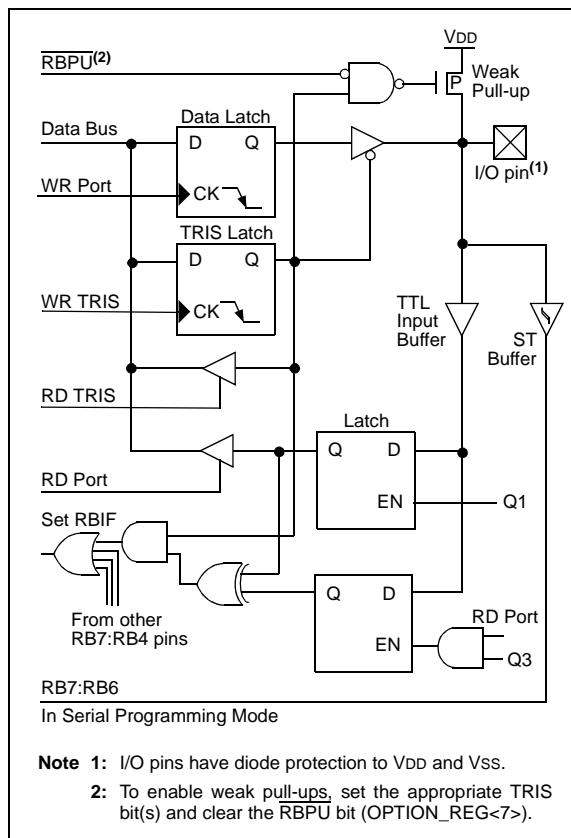 VDD
RBPU(2)
P
Weak
Pull-up
Data Bus
Data Latch
D Q
I/O pin(1)
WR Port
CK
TRIS Latch
D Q
WR TRIS
CK
TTL
Input
Buffer
ST
Buffer
RD TRIS
Latch
Q D
RD Port
EN
Q1
Set RBIF
Q D
From other
RB7:RB4 pins
RD Port
EN
Q3
RB7:RB6
In Serial Programming Mode
Note 1: I/O pins have diode protection to VDD and VSS.
2: To enable weak pull-ups, set the appropriate TRIS
bit(s) and clear the RBPU bit (OPTION_REG<7>).